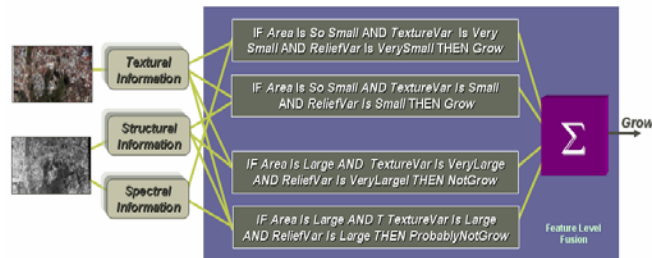 Textural
Information
Structural
Information
Spectral
Information
IF Area Is So Small AND TextureVar Is Very
Small AND ReliefVar Is VerySmall THEN Grow
IF Area Is So Small AND TextureVar Is Small
AND ReliefVar Is Small THEN Grow
IF Area Is Large AND TextureVar Is VeryLarge
AND ReliefVar Is VeryLargel THEN NotGrow
IF Area Is Large AND T TextureVar Is Large
AND ReliefVar Is Large THEN ProbablyNotGrow
Σ
Grow
Feature Level
Fusion